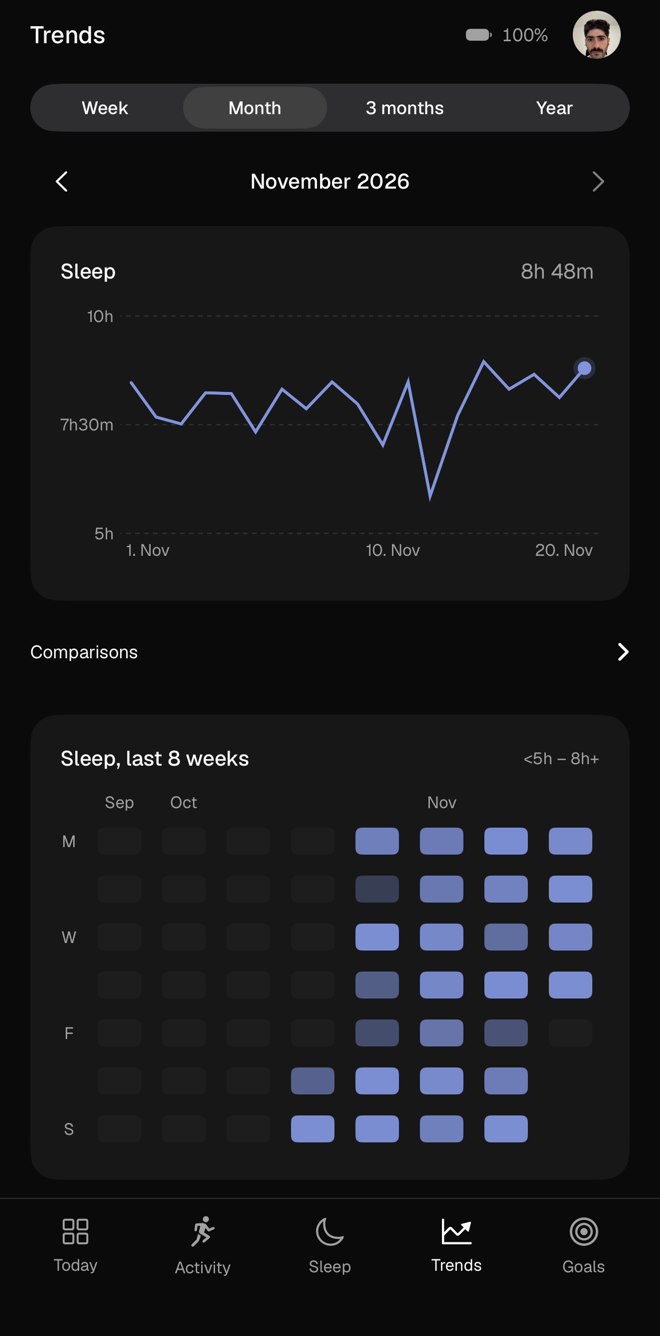 Trends 100%
Week Month 3 months Year
November 2026
Sleep 8h 48m
10h
7h30m
5h
1. Nov 10. Nov 20. Nov
Comparisons
Sleep, last 8 weeks <5h – 8h+
Sep Oct Nov
M
W
F
S
Today Activity Sleep Trends Goals